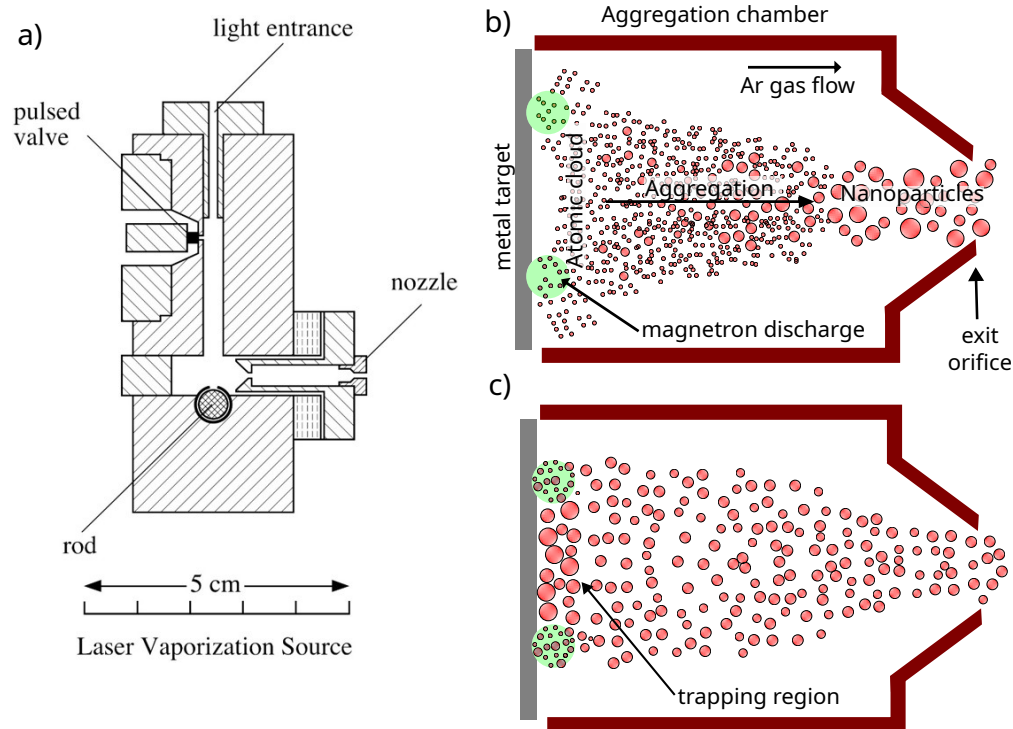 a)
light entrance
pulsed
valve
nozzle
rod
5 cm
Laser Vaporization Source
b)
Aggregation chamber
Ar gas flow
metal target
Atomic cloud
Aggregation
Nanoparticles
magnetron discharge
exit
orifice
c)
trapping region